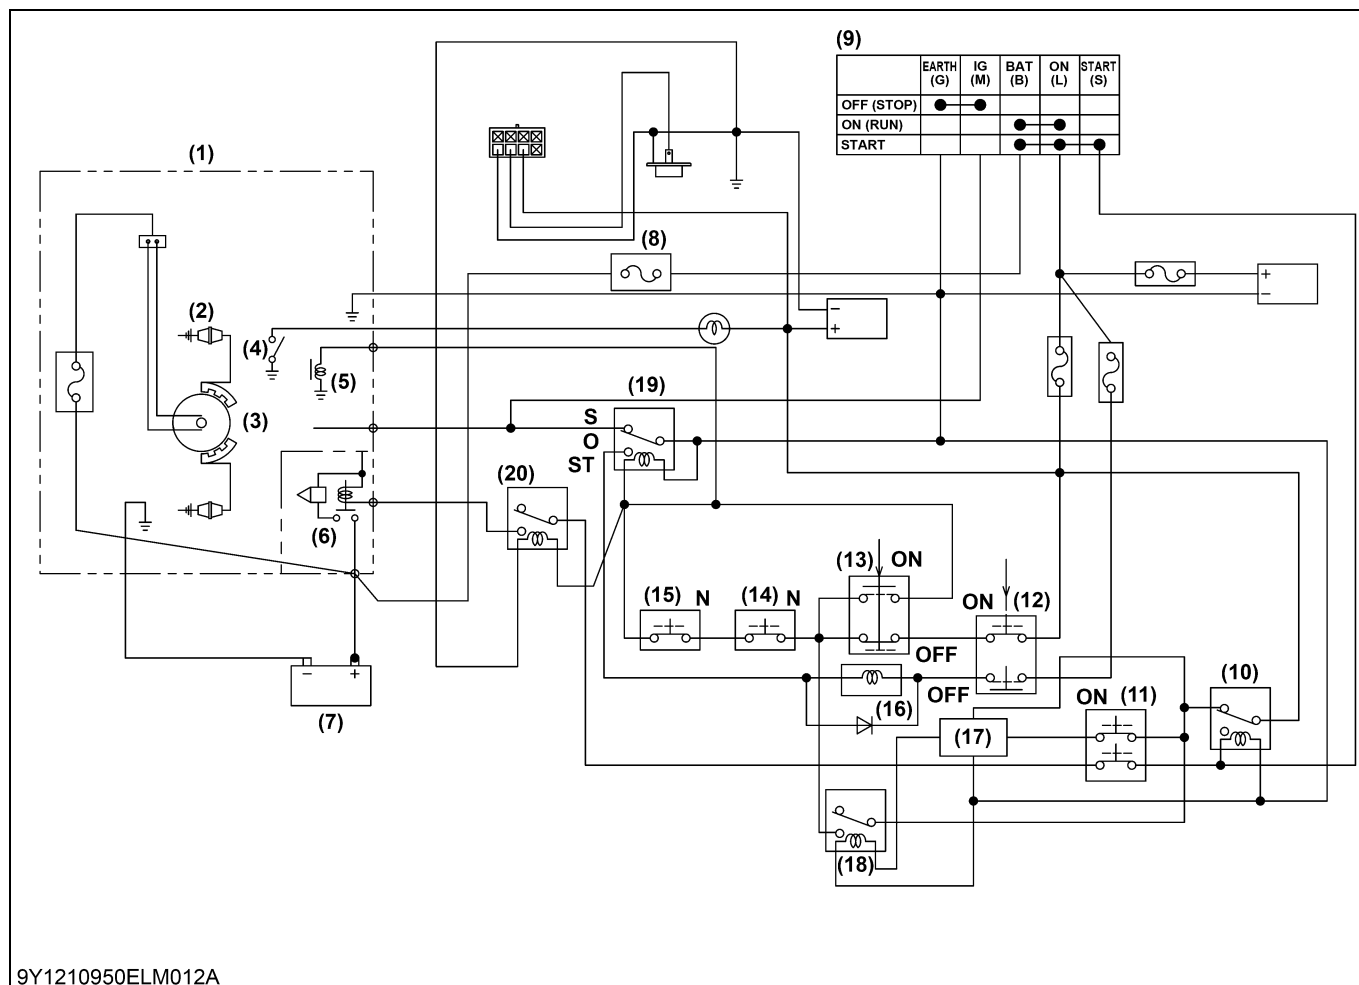 (9)
EARTH (G) IG (M) BAT (B) ON (L) START (S)
OFF (STOP)
ON (RUN)
START
(1)
(8)
+
−
(2)
−
+
(4)
(5)
(19)
(3)
S
O
ST
(20)
(6)
(13) ON
(15) N (14) N
ON (12)
OFF
− +
(7)
OFF
(16)
(10)
ON (11)
(17)
(18)
9Y1210950ELM012A